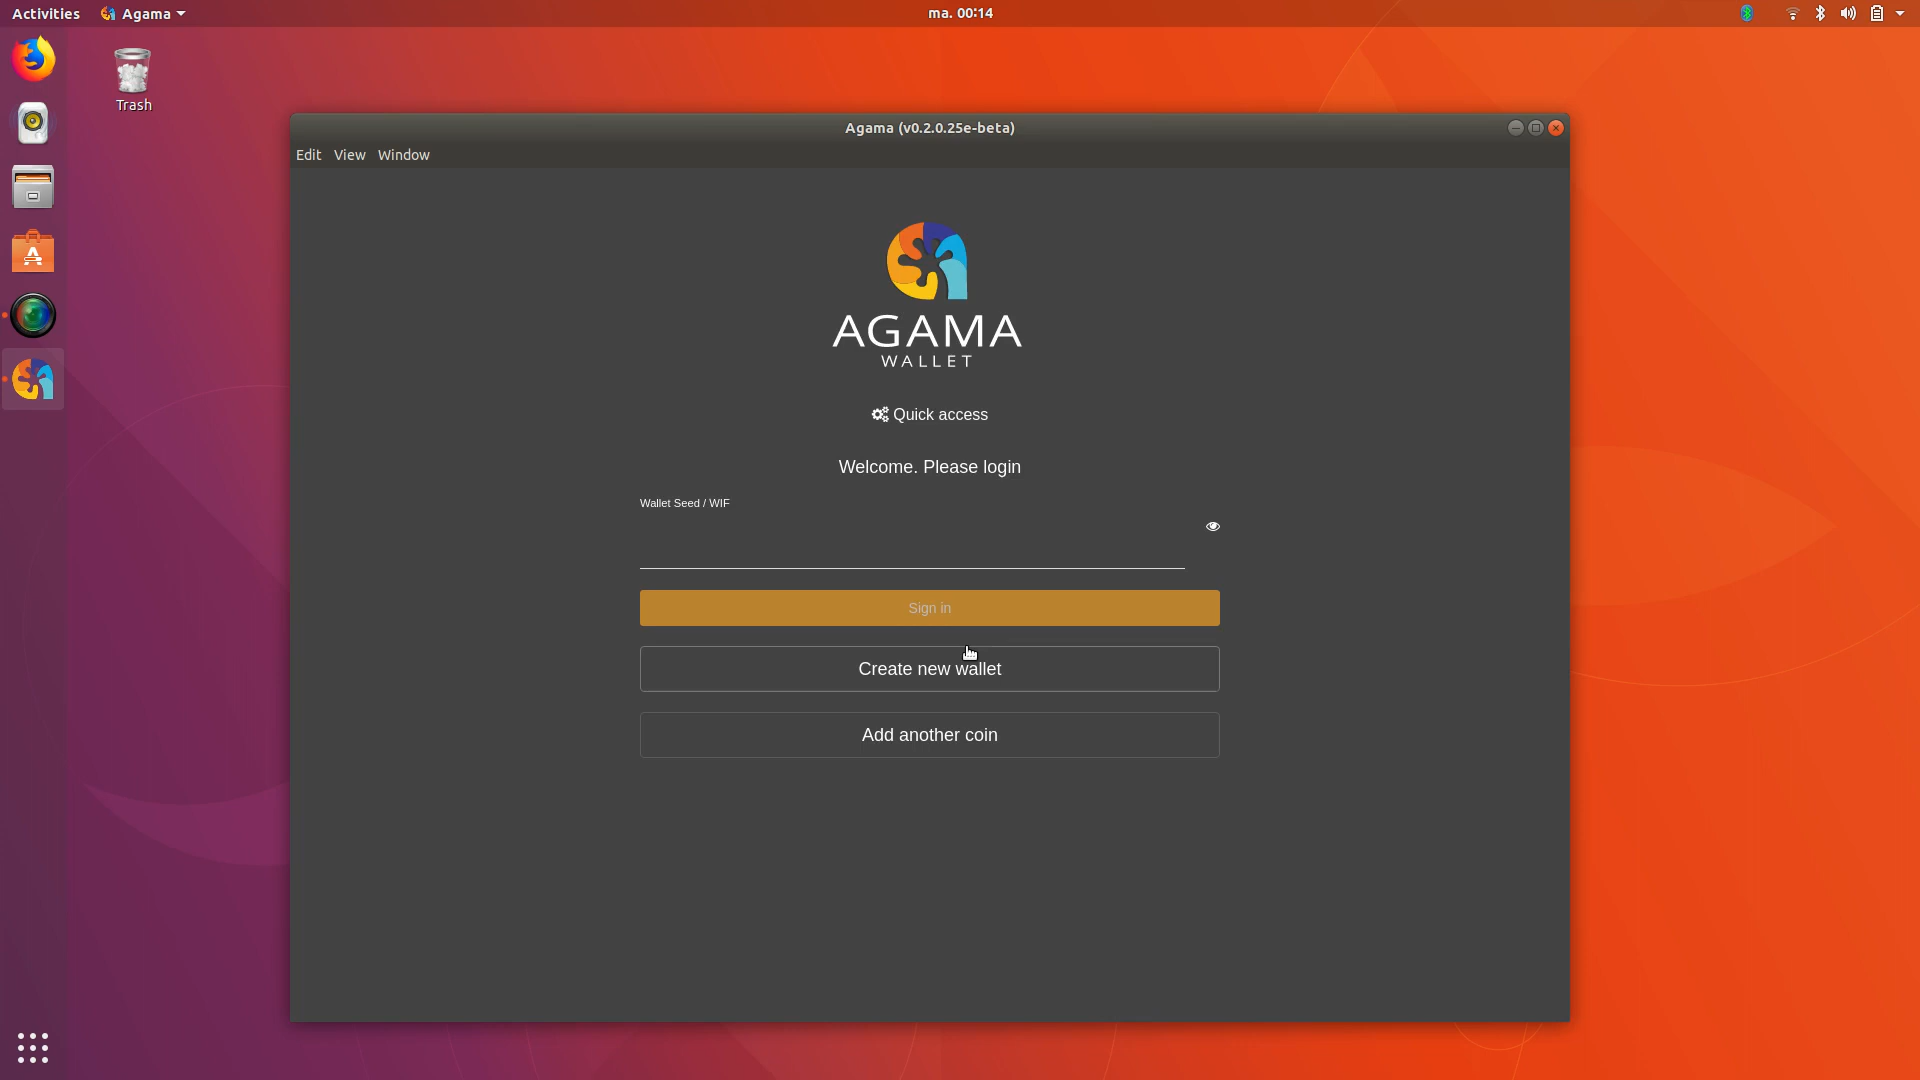 Activities
Agama
ma. 00:14
Trash
Agama (v0.2.0.25e-beta)
Edit View Window
AGAMA
WALLET
Quick access
Welcome. Please login
Wallet Seed / WIF
Sign in
Create new wallet
Add another coin